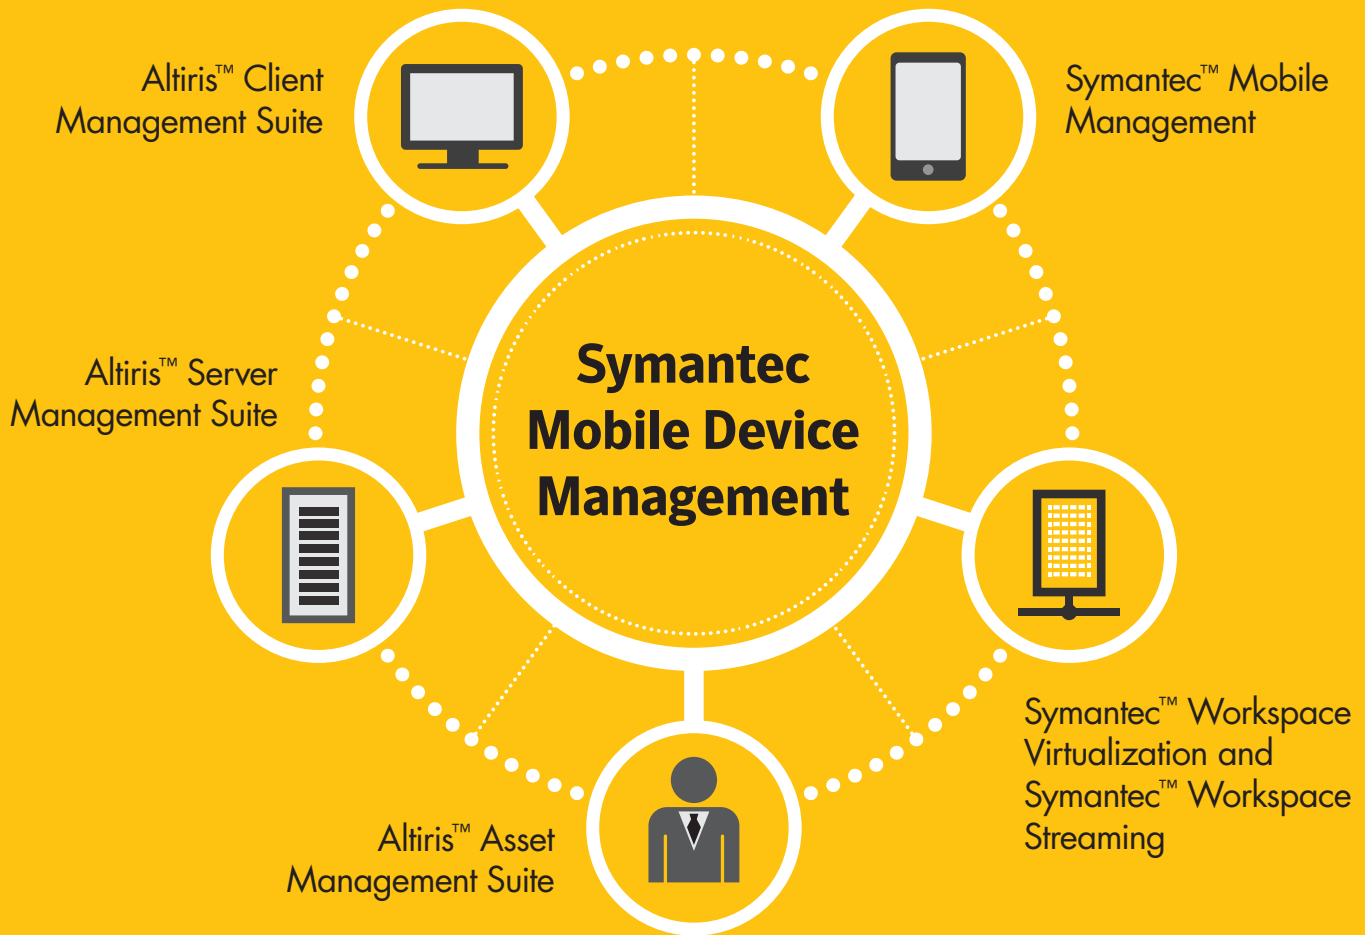 Altiris™ Client
Management Suite
Symantec™ Mobile
Management
Altiris™ Server
Management Suite
Symantec
Mobile Device
Management
Symantec™ Workspace
Virtualization and
Symantec™ Workspace
Streaming
Altiris™ Asset
Management Suite